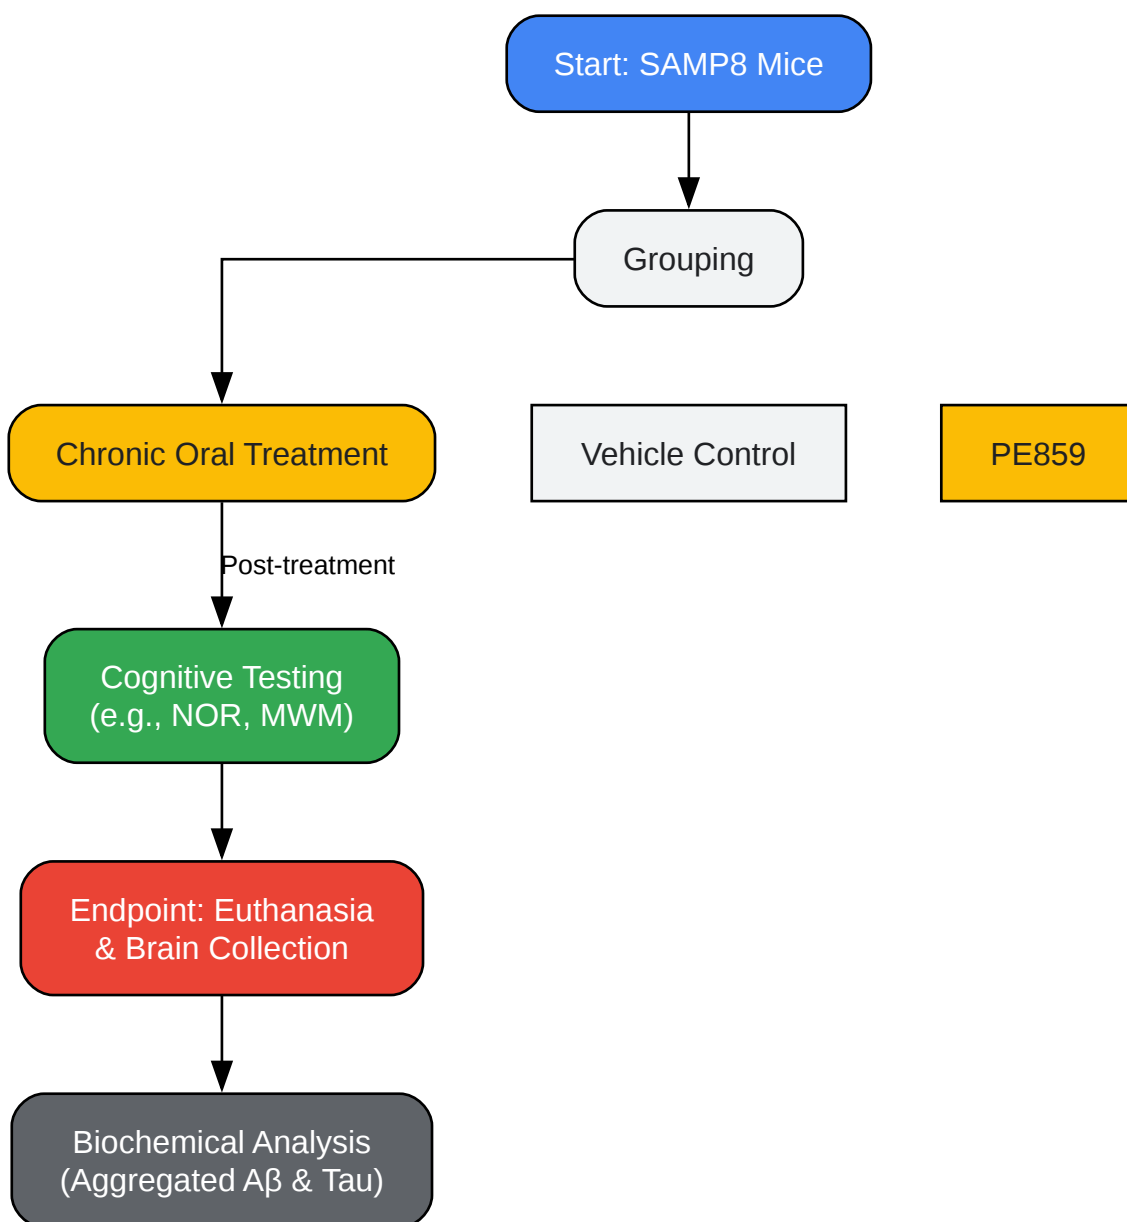 Start: SAMP8 Mice
Grouping
Chronic Oral Treatment
Vehicle Control
PE859
Post-treatment
Cognitive Testing
(e.g., NOR, MWM)
Endpoint: Euthanasia
& Brain Collection
Biochemical Analysis
(Aggregated Aβ & Tau)